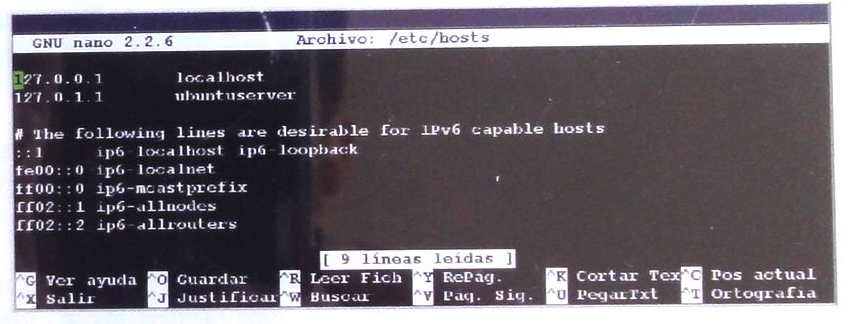 GNU nano 2.2.6 Archivo: /etc/hosts
127.0.0.1 localhost
127.0.1.1 ubuntuserver
# The following lines are desirable for IPv6 capable hosts
::1 ip6-localhost ip6-loopback
fe00::0 ip6-localnet
ff00::0 ip6-mcastprefix
ff02::1 ip6-allnodes
ff02::2 ip6-allrouters
[ 9 líneas leídas ]
^G Ver ayuda ^O Guardar ^R Leer Fich ^Y RePag. ^K Cortar Tex ^C Pos actual
^X Salir ^J Justificar ^W Buscar ^V Pag. Sig. ^U PegarTxt ^T Ortografía